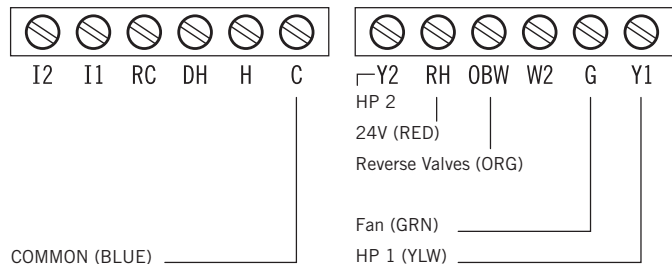 I2 I1 RC DH H C
Y2 RH OBW W2 G Y1
HP 2
24V (RED)
Reverse Valves (ORG)
Fan (GRN)
COMMON (BLUE)
HP 1 (YLW)